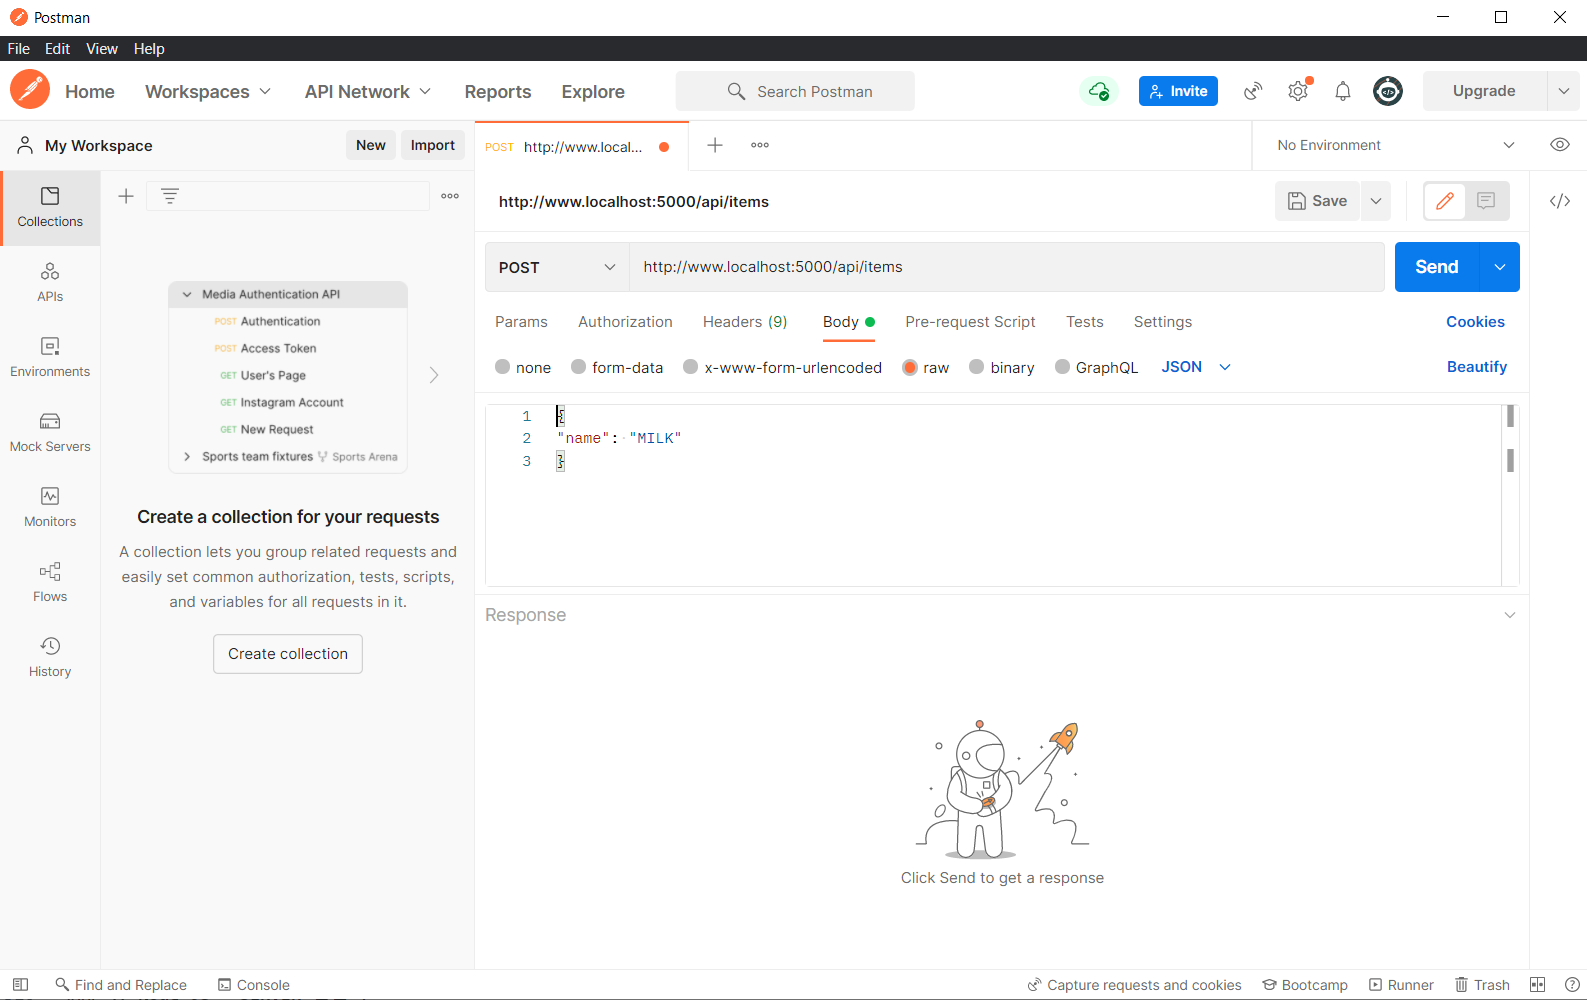 Postman
File Edit View Help
Home Workspaces API Network Reports Explore Search Postman Invite Upgrade
My Workspace New Import
POST http://www.local... No Environment
Collections
APIs
Environments
Mock Servers
Monitors
Flows
History
Media Authentication API
POST Authentication
POST Access Token
GET User's Page
GET Instagram Account
GET New Request
Sports team fixtures Sports Arena
Create a collection for your requests
A collection lets you group related requests and
easily set common authorization, tests, scripts,
and variables for all requests in it.
Create collection
http://www.localhost:5000/api/items Save
POST http://www.localhost:5000/api/items Send
Params Authorization Headers (9) Body Pre-request Script Tests Settings Cookies
none form-data x-www-form-urlencoded raw binary GraphQL JSON Beautify
1 {
2 "name": "MILK"
3 }
Response
Click Send to get a response
Find and Replace Console Capture requests and cookies Bootcamp Runner Trash